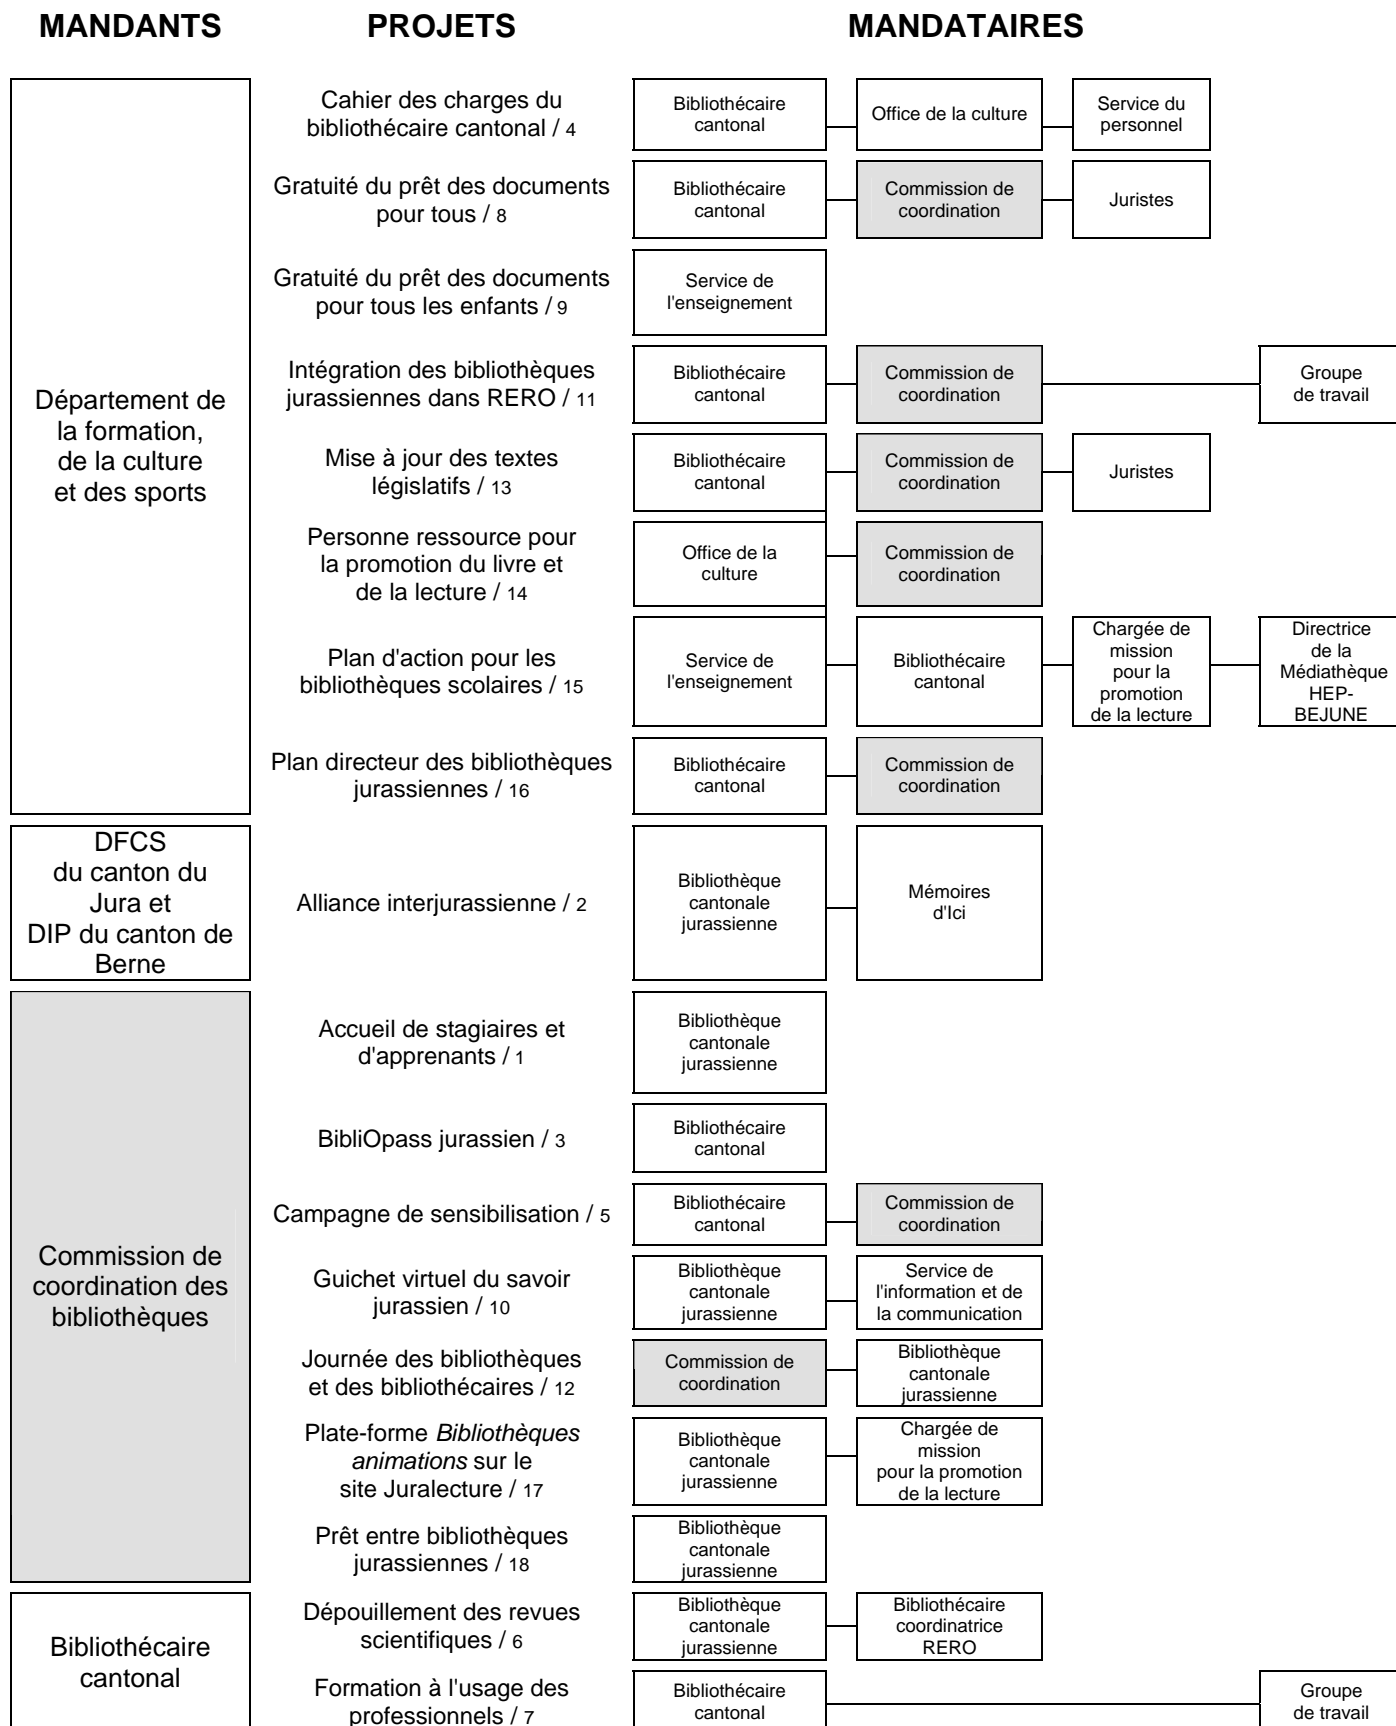 MANDANTS PROJETS MANDATAIRES
Département de
la formation,
de la culture
et des sports
Cahier des charges du
bibliothécaire cantonal / 4
Bibliothécaire
cantonal
Office de la culture
Service du
personnel
Gratuité du prêt des documents
pour tous / 8
Bibliothécaire
cantonal
Commission de
coordination
Juristes
Gratuité du prêt des documents
pour tous les enfants / 9
Service de
l'enseignement
Intégration des bibliothèques
jurassiennes dans RERO / 11
Bibliothécaire
cantonal
Commission de
coordination
Groupe
de travail
Mise à jour des textes
législatifs / 13
Bibliothécaire
cantonal
Commission de
coordination
Juristes
Personne ressource pour
la promotion du livre et
de la lecture / 14
Office de la
culture
Commission de
coordination
Plan d'action pour les
bibliothèques scolaires / 15
Service de
l'enseignement
Bibliothécaire
cantonal
Chargée de
mission
pour la
promotion
de la lecture
Directrice
de la
Médiathèque
HEP-
BEJUNE
Plan directeur des bibliothèques
jurassiennes / 16
Bibliothécaire
cantonal
Commission de
coordination
DFCS
du canton du
Jura et
DIP du canton de
Berne
Alliance interjurassienne / 2
Bibliothèque
cantonale
jurassienne
Mémoires
d'Ici
Commission de
coordination des
bibliothèques
Accueil de stagiaires et
d'apprenants / 1
Bibliothèque
cantonale
jurassienne
BibliOpass jurassien / 3
Bibliothécaire
cantonal
Campagne de sensibilisation / 5
Bibliothécaire
cantonal
Commission de
coordination
Guichet virtuel du savoir
jurassien / 10
Bibliothèque
cantonale
jurassienne
Service de
l'information et de
la communication
Journée des bibliothèques
et des bibliothécaires / 12
Commission de
coordination
Bibliothèque
cantonale
jurassienne
Plate-forme Bibliothèques
animations sur le
site Juralecture / 17
Bibliothèque
cantonale
jurassienne
Chargée de
mission
pour la promotion
de la lecture
Prêt entre bibliothèques
jurassiennes / 18
Bibliothèque
cantonale
jurassienne
Bibliothécaire
cantonal
Dépouillement des revues
scientifiques / 6
Bibliothèque
cantonale
jurassienne
Bibliothécaire
coordinatrice
RERO
Formation à l'usage des
professionnels / 7
Bibliothécaire
cantonal
Groupe
de travail